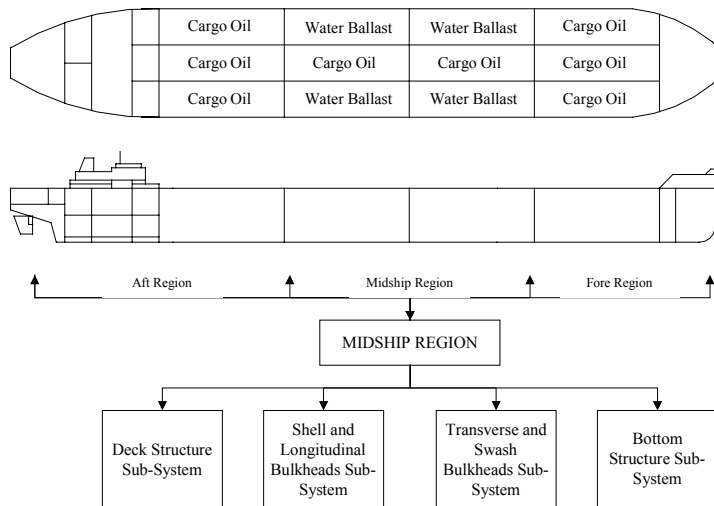 Cargo Oil Water Ballast Water Ballast Cargo Oil
Cargo Oil Cargo Oil Cargo Oil Cargo Oil
Cargo Oil Water Ballast Water Ballast Cargo Oil
Aft Region Midship Region Fore Region
MIDSHIP REGION
Deck Structure
Sub-System
Shell and
Longitudinal
Bulkheads Sub-
System
Transverse and
Swash
Bulkheads Sub-
System
Bottom
Structure Sub-
System